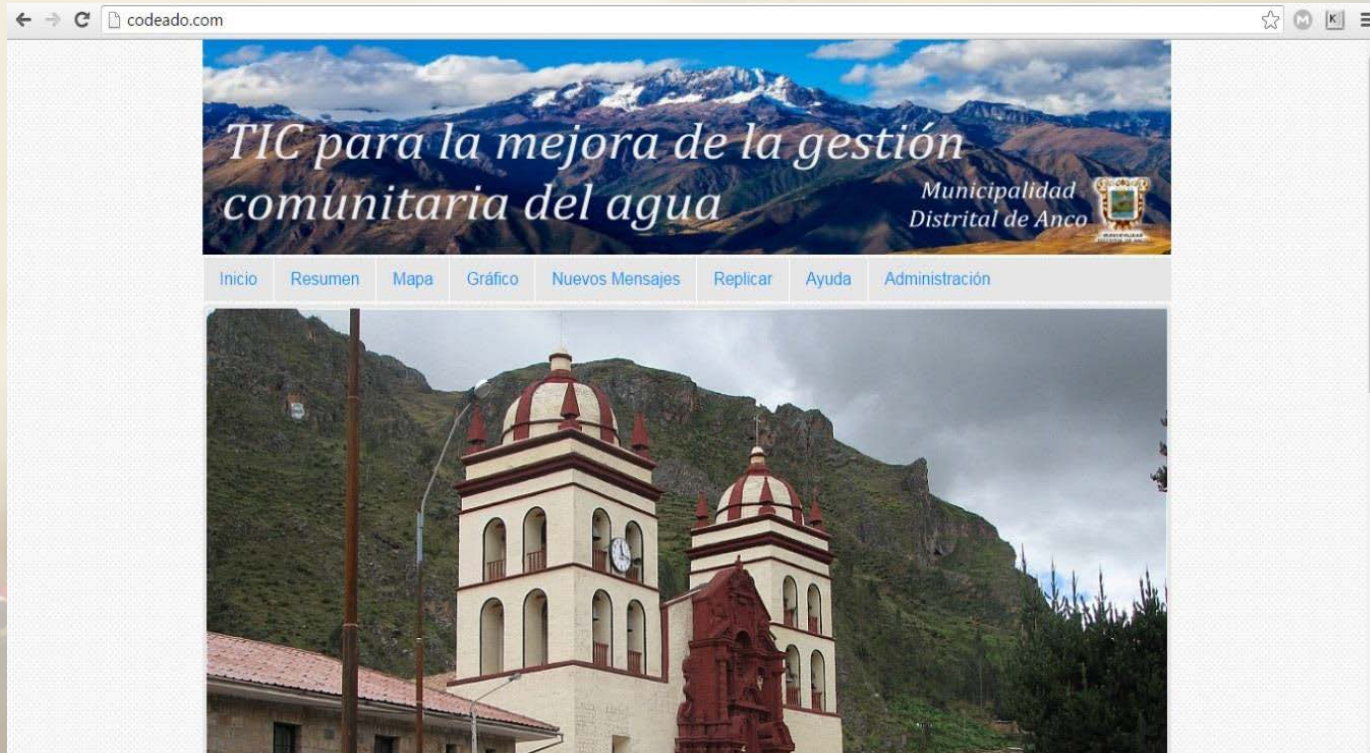 codeado.com
TIC para la mejora de la gestión
comunitaria del agua
Municipalidad
Distrital de Anco
Inicio Resumen Mapa Gráfico Nuevos Mensajes Replicar Ayuda Administración